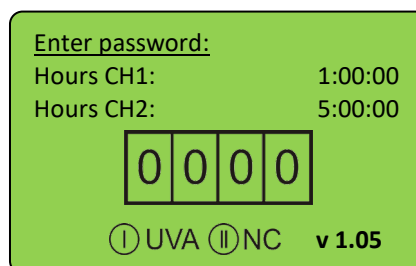 Enter password:
Hours CH1: 1:00:00
Hours CH2: 5:00:00
0 0 0 0
Ⓘ UVA Ⓘ NC v 1.05